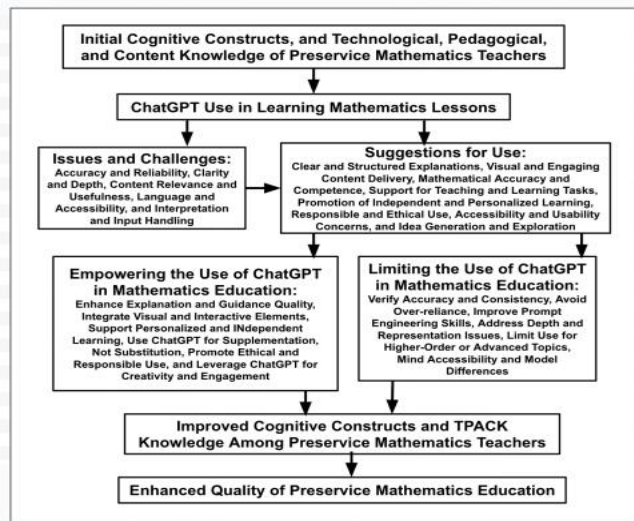 Initial Cognitive Constructs, and Technological, Pedagogical,
and Content Knowledge of Preservice Mathematics Teachers
ChatGPT Use in Learning Mathematics Lessons
Issues and Challenges:
Accuracy and Reliability, Clarity
and Depth, Content Relevance and
Usefulness, Language and
Accessibility, and Interpretation
and Input Handling
Suggestions for Use:
Clear and Structured Explanations, Visual and Engaging
Content Delivery, Mathematical Accuracy and
Competence, Support for Teaching and Learning Tasks,
Promotion of Independent and Personalized Learning,
Responsible and Ethical Use, Accessibility and Usability
Concerns, and Idea Generation and Exploration
Empowering the Use of ChatGPT
in Mathematics Education:
Enhance Explanation and Guidance Quality,
Integrate Visual and Interactive Elements,
Support Personalized and INdependent
Learning, Use ChatGPT for Supplementation,
Not Substitution, Promote Ethical and
Responsible Use, and Leverage ChatGPT for
Creativity and Engagement
Limiting the Use of ChatGPT
in Mathematics Education:
Verify Accuracy and Consistency, Avoid
Over-reliance, Improve Prompt
Engineering Skills, Address Depth and
Representation Issues, Limit Use for
Higher-Order or Advanced Topics,
Mind Accessibility and Model
Differences
Improved Cognitive Constructs and TPACK
Knowledge Among Preservice Mathematics Teachers
Enhanced Quality of Preservice Mathematics Education